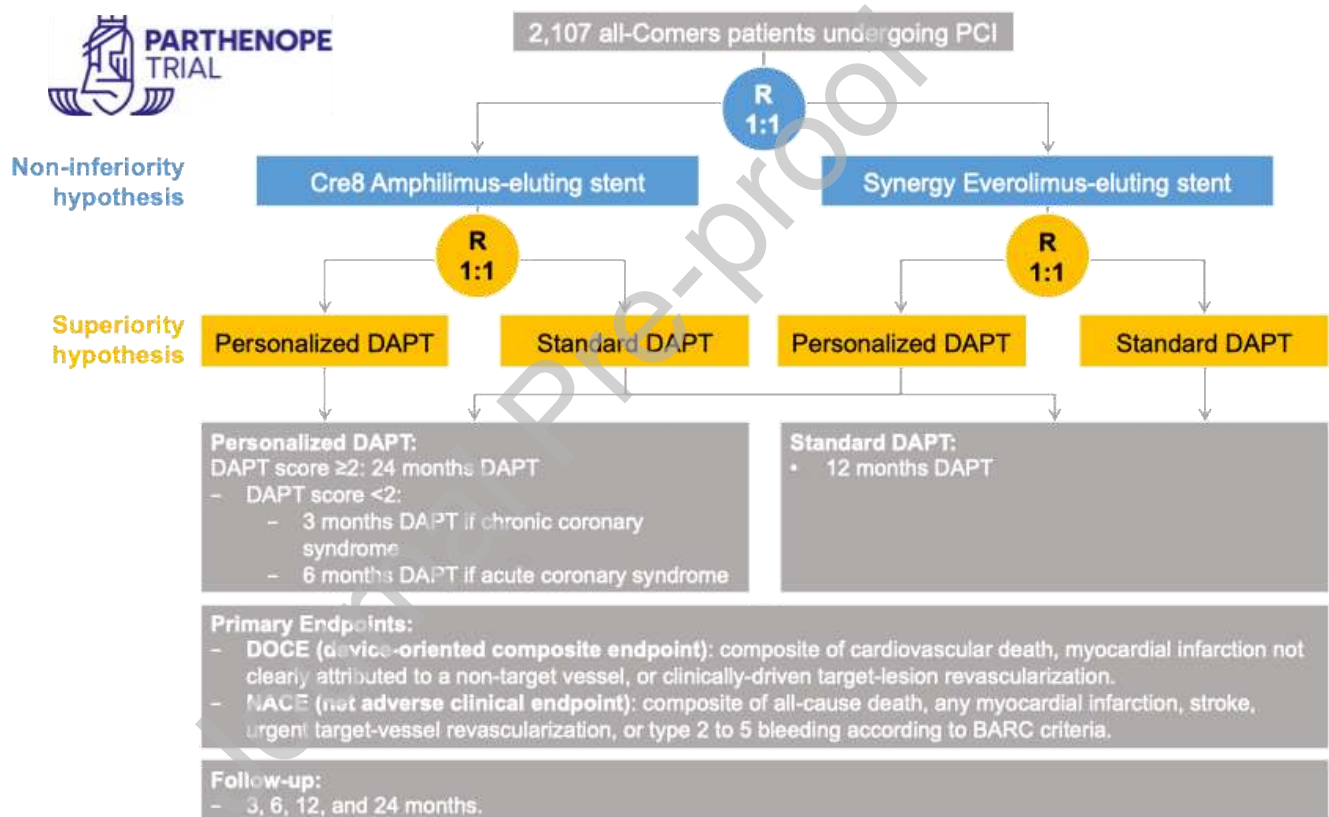 PARTHENOPE
TRIAL
2,107 all-Comers patients undergoing PCI
R
1:1
Non-inferiority
hypothesis
Cre8 Amphilimus-eluting stent
Synergy Everolimus-eluting stent
R
1:1
R
1:1
Superiority
hypothesis
Personalized DAPT
Standard DAPT
Personalized DAPT
Standard DAPT
Personalized DAPT:
DAPT score ≥2: 24 months DAPT
– DAPT score <2:
– 3 months DAPT if chronic coronary
syndrome
– 6 months DAPT if acute coronary syndrome
Standard DAPT:
• 12 months DAPT
Primary Endpoints:
– DOCE (device-oriented composite endpoint): composite of cardiovascular death, myocardial infarction not
clearly attributed to a non-target vessel, or clinically-driven target-lesion revascularization.
– NACE (net adverse clinical endpoint): composite of all-cause death, any myocardial infarction, stroke,
urgent target-vessel revascularization, or type 2 to 5 bleeding according to BARC criteria.
Follow-up:
– 3, 6, 12, and 24 months.
Journal Pre-proof